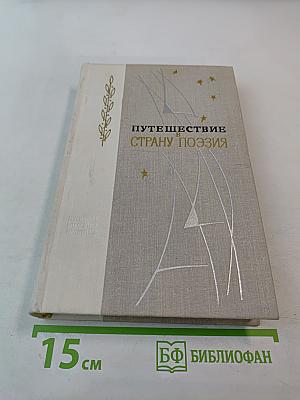 ПУТЕШЕСТВИЕ
В
СТРАНУ ПОЭЗИЯ
15 см
БФ БИБЛИОФАН